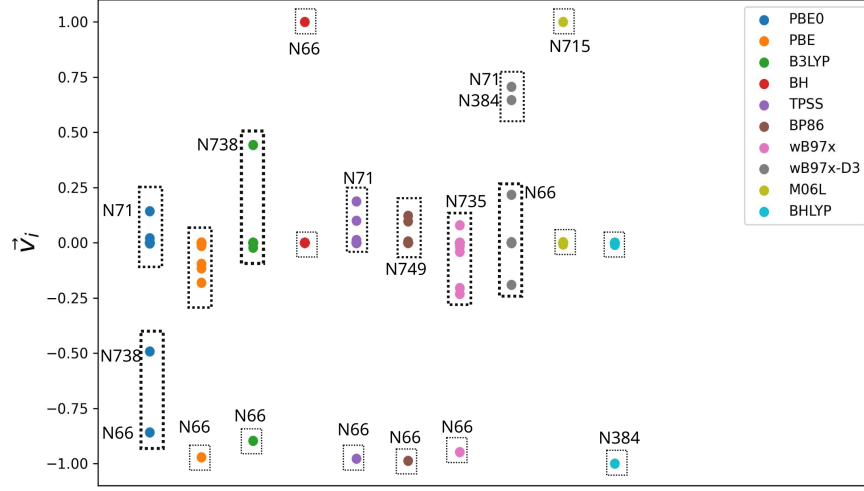 1.00
0.75
0.50
0.25
0.00
−0.25
−0.50
−0.75
−1.00
v⃗ᵢ
N66
N715
N71
N384
N738
N71
N71
N735
N66
N749
N738
N66
N66
N66
N66
N66
N66
N384
PBE0
PBE
B3LYP
BH
TPSS
BP86
wB97x
wB97x-D3
M06L
BHLYP